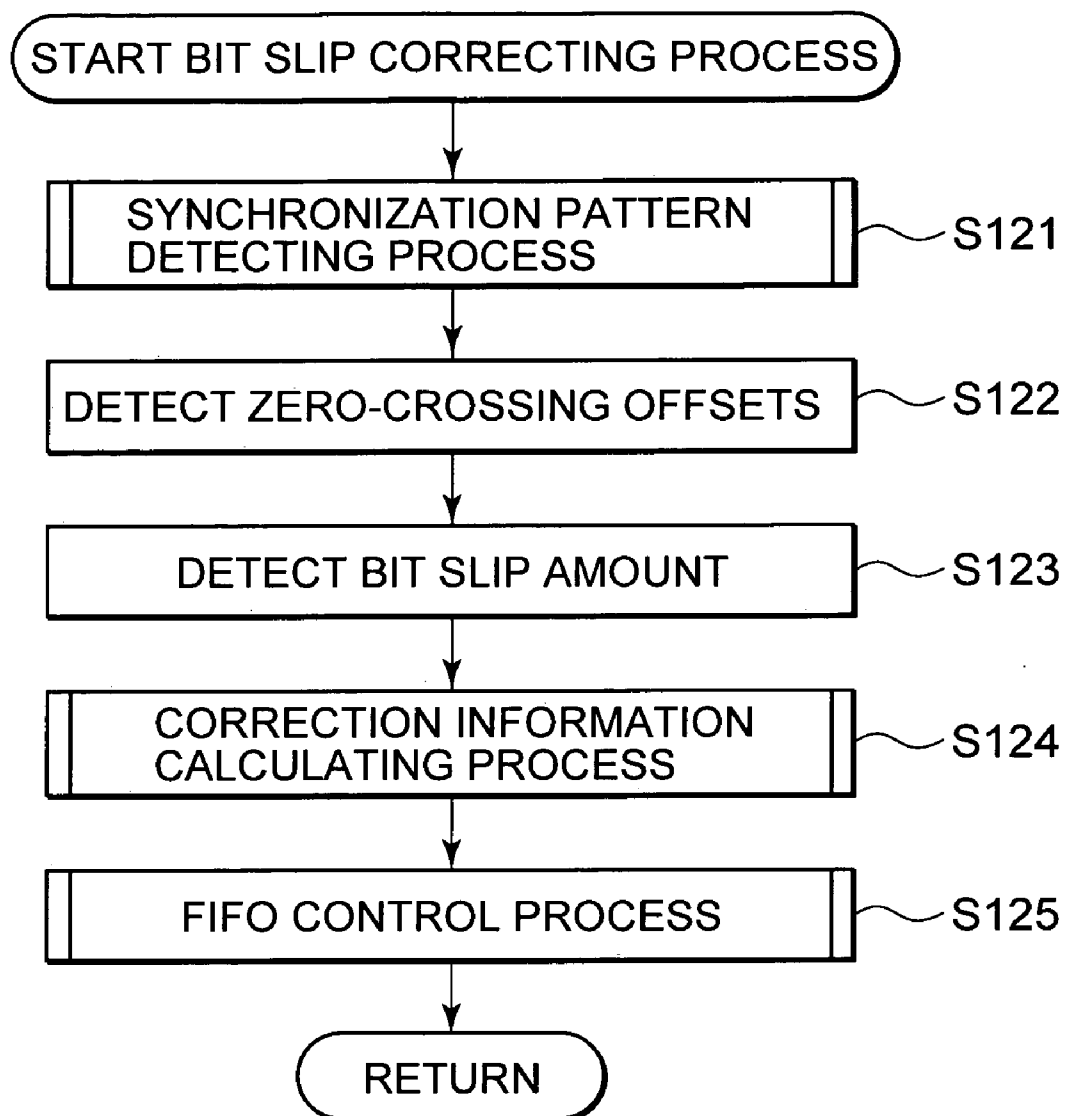 START BIT SLIP CORRECTING PROCESS
SYNCHRONIZATION PATTERN
DETECTING PROCESS
S121
DETECT ZERO-CROSSING OFFSETS
S122
DETECT BIT SLIP AMOUNT
S123
CORRECTION INFORMATION
CALCULATING PROCESS
S124
FIFO CONTROL PROCESS
S125
RETURN